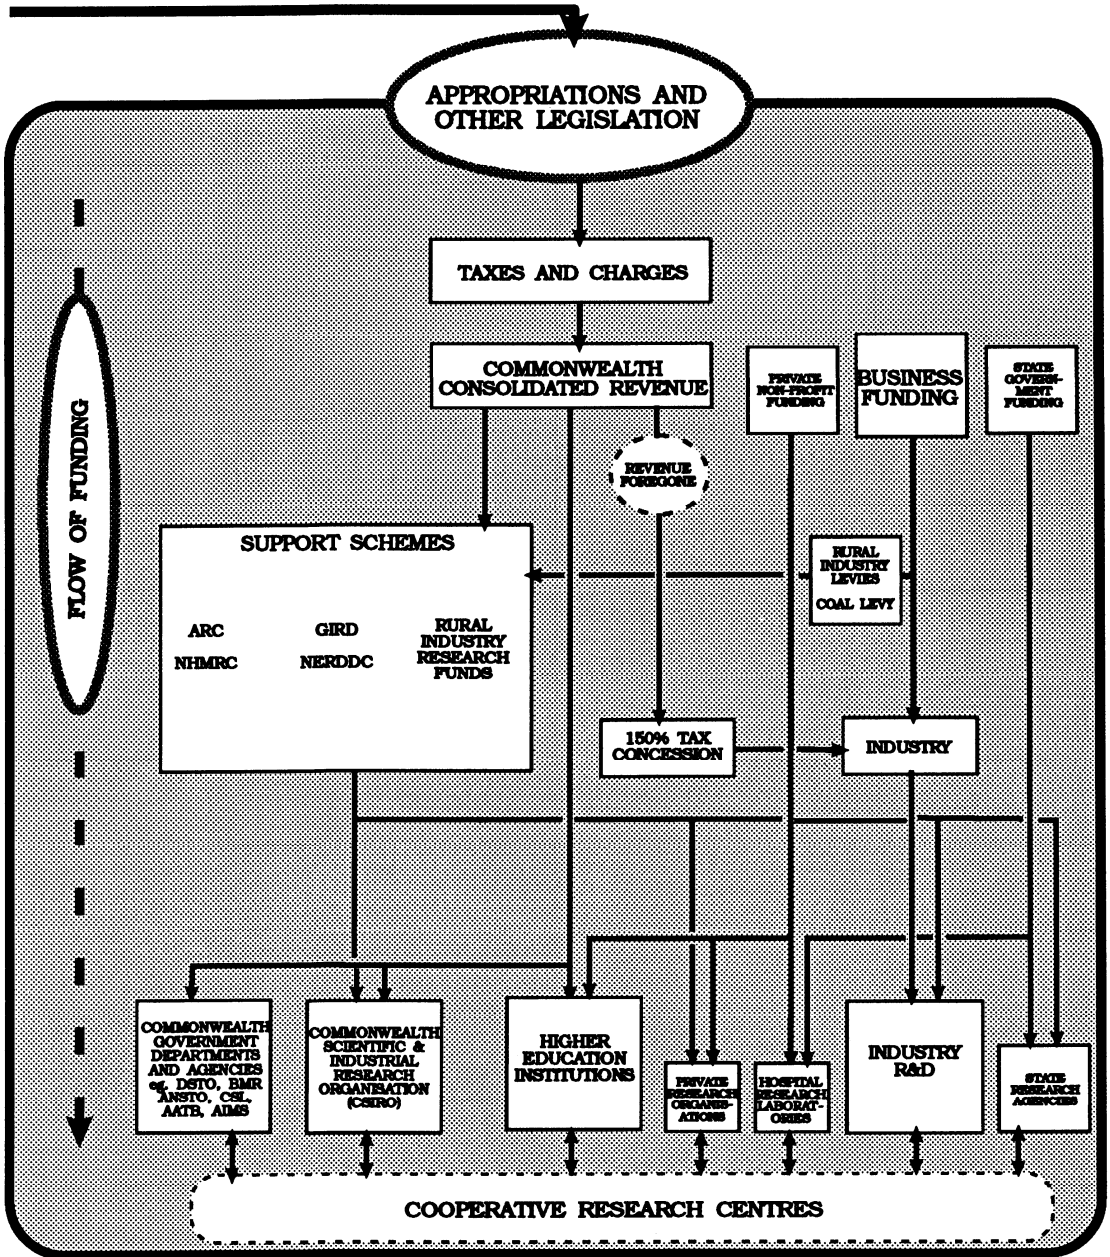 APPROPRIATIONS AND
OTHER LEGISLATION
TAXES AND CHARGES
COMMONWEALTH
CONSOLIDATED REVENUE
PRIVATE
NON-PROFIT
FUNDING
BUSINESS
FUNDING
STATE
GOVERN-
MENT
FUNDING
REVENUE
FOREGONE
FLOW OF FUNDING
SUPPORT SCHEMES
ARC
GIRD
RURAL
INDUSTRY
RESEARCH
FUNDS
NHMRC
NERDDC
RURAL
INDUSTRY
LEVIES
COAL LEVY
150% TAX
CONCESSION
INDUSTRY
COMMONWEALTH
GOVERNMENT
DEPARTMENTS
AND AGENCIES
eg. DSTO, BMR
ANSTO, CSL,
AATB, AIMS
COMMONWEALTH
SCIENTIFIC &
INDUSTRIAL
RESEARCH
ORGANISATION
(CSIRO)
HIGHER
EDUCATION
INSTITUTIONS
PRIVATE
RESEARCH
ORGANIS-
ATIONS
HOSPITAL
RESEARCH
LABORAT-
ORIES
INDUSTRY
R&D
STATE
RESEARCH
AGENCIES
COOPERATIVE RESEARCH CENTRES